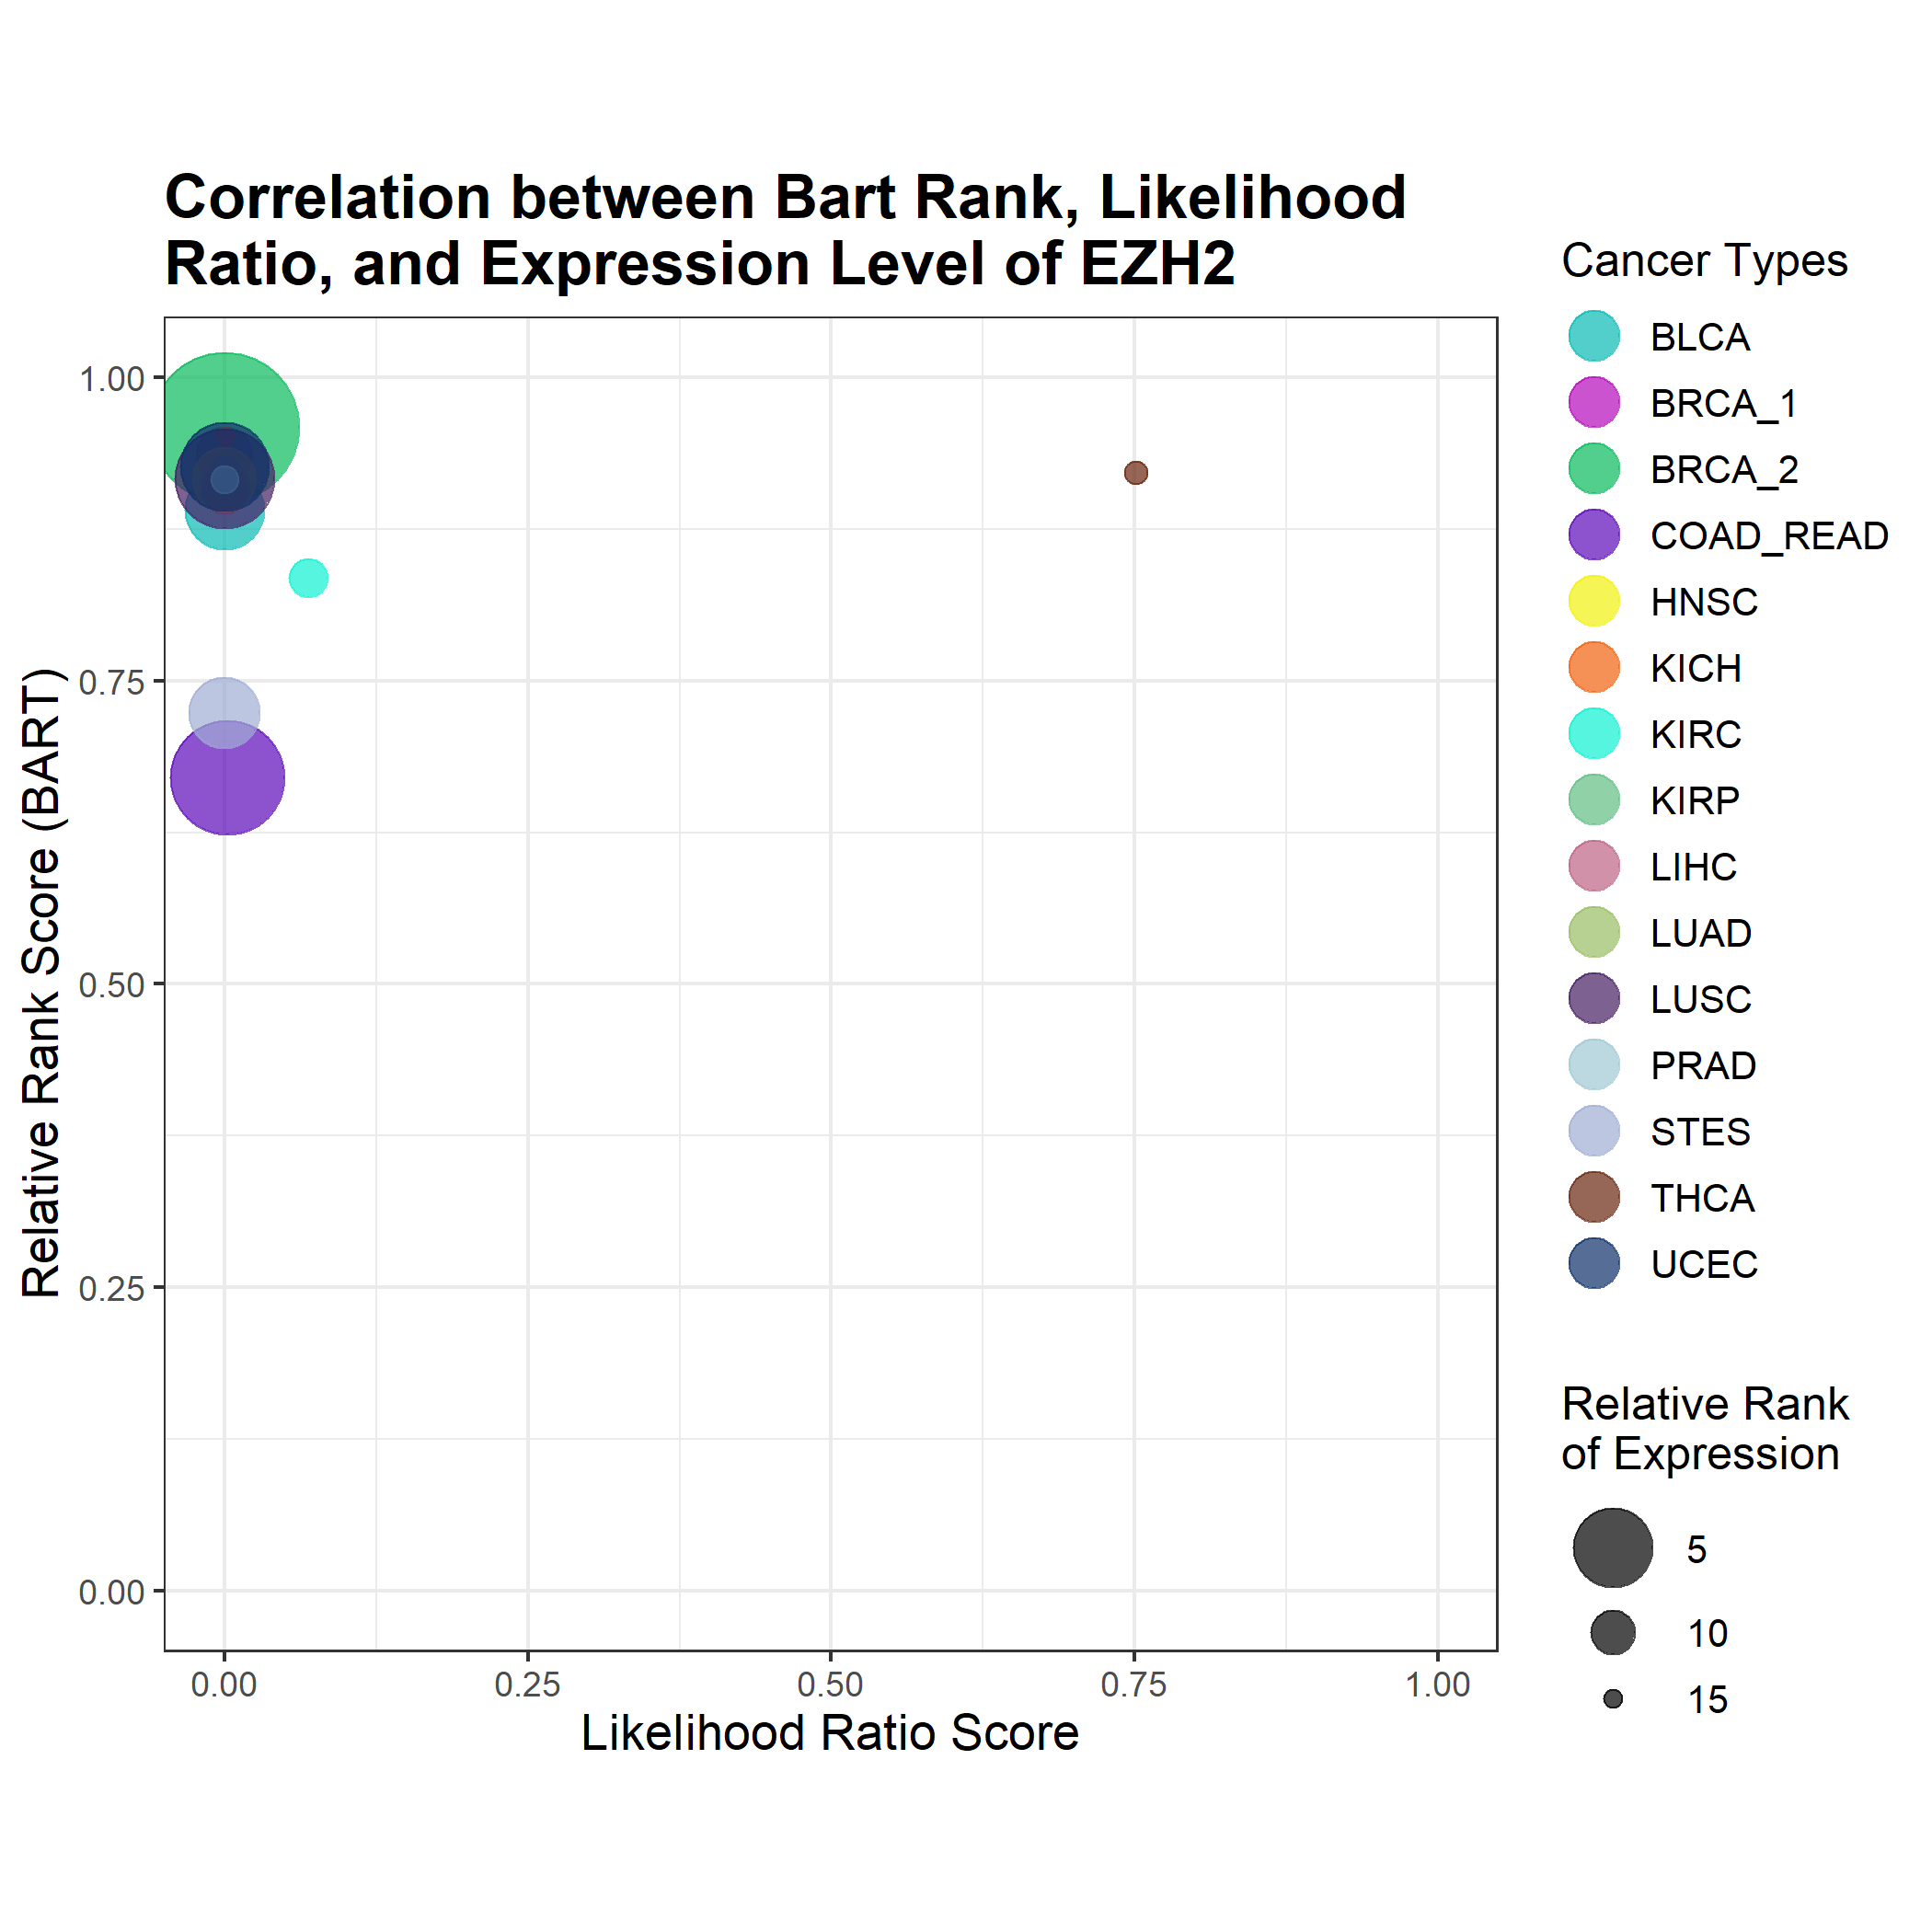 Correlation between Bart Rank, Likelihood
Ratio, and Expression Level of EZH2
Relative Rank Score (BART)
1.00
0.75
0.50
0.25
0.00
0.00
0.25
0.50
0.75
1.00
Likelihood Ratio Score
Cancer Types
BLCA
BRCA_1
BRCA_2
COAD_READ
HNSC
KICH
KIRC
KIRP
LIHC
LUAD
LUSC
PRAD
STES
THCA
UCEC
Relative Rank
of Expression
5
10
15